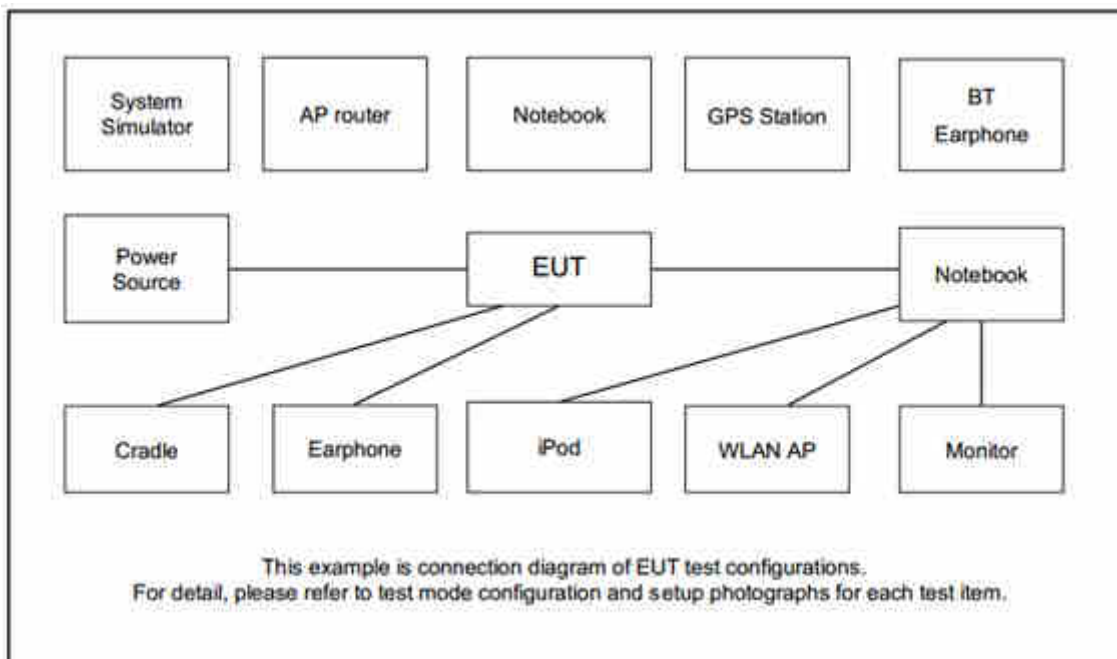 System
Simulator
AP router
Notebook
GPS Station
BT
Earphone
Power
Source
EUT
Notebook
Cradle
Earphone
iPod
WLAN AP
Monitor
This example is connection diagram of EUT test configurations.
For detail, please refer to test mode configuration and setup photographs for each test item.